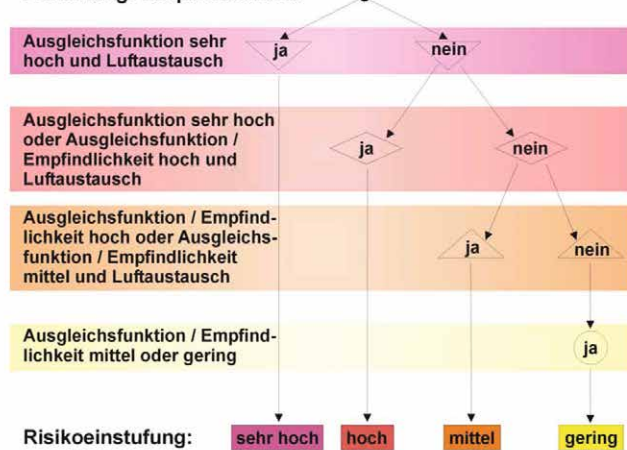 Ausgleichsfunktion sehr
hoch und Luftaustausch
ja
nein
Ausgleichsfunktion sehr hoch
oder Ausgleichsfunktion /
Empfindlichkeit hoch und
Luftaustausch
ja
nein
Ausgleichsfunktion / Empfind-
lichkeit hoch oder Ausgleichs-
funktion / Empfindlichkeit
mittel und Luftaustausch
ja
nein
Ausgleichsfunktion / Empfind-
lichkeit mittel oder gering
ja
Risikoeinstufung:
sehr hoch
hoch
mittel
gering